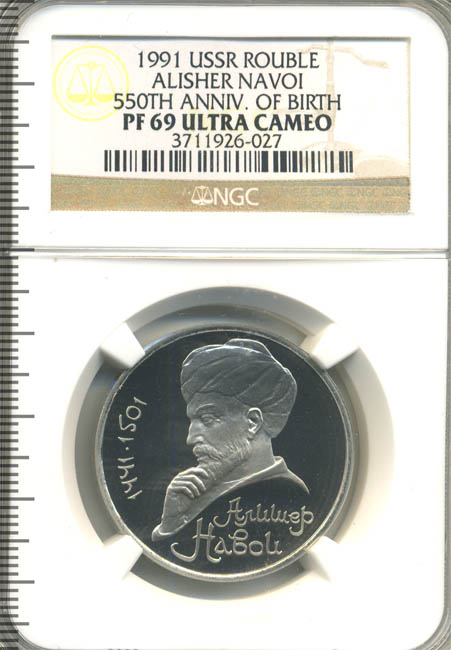 1991 USSR ROUBLE
ALISHER NAVOI
550TH ANNIV. OF BIRTH
PF 69 ULTRA CAMEO
3711926-027
NGC
1441·1501
Алишер
Навои